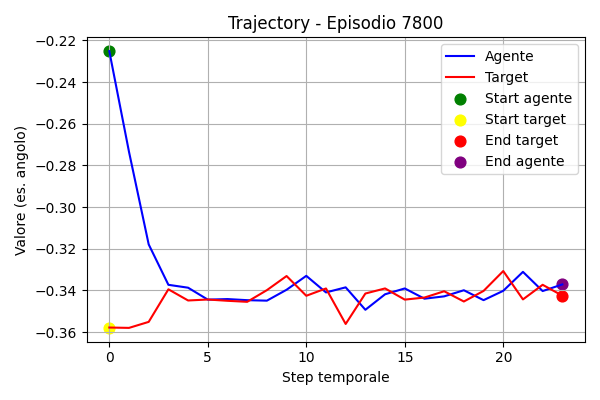 Trajectory - Episodio 7800
Valore (es. angolo)
−0.22
−0.24
−0.26
−0.28
−0.30
−0.32
−0.34
−0.36
Agente
Target
Start agente
Start target
End target
End agente
0
5
10
15
20
Step temporale